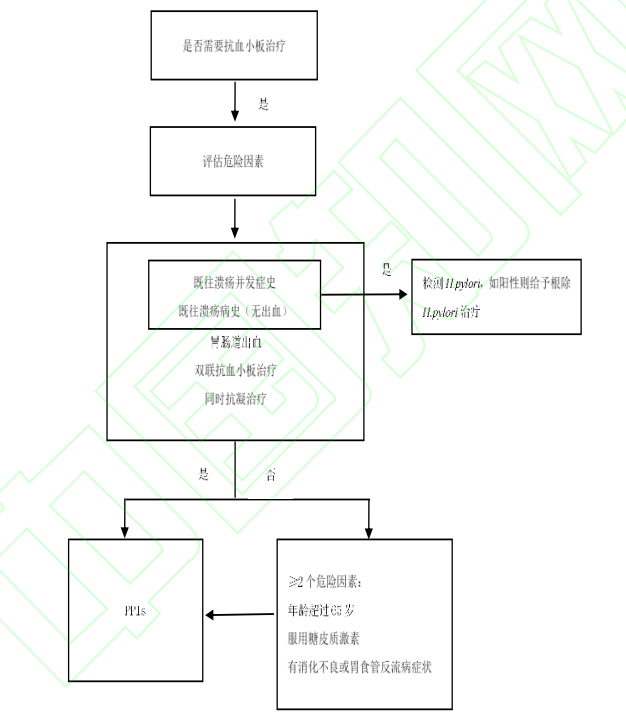 是否需要抗血小板治疗
是
评估危险因素
既往溃疡并发症史
既往溃疡病史（无出血）
胃肠道出血
双联抗血小板治疗
同时抗凝治疗
是
检测 H.pylori，如阳性则给予根除
H.pylori 治疗
是
否
PPIs
≥2 个危险因素：
年龄超过 65 岁
服用糖皮质激素
有消化不良或胃食管反流病症状